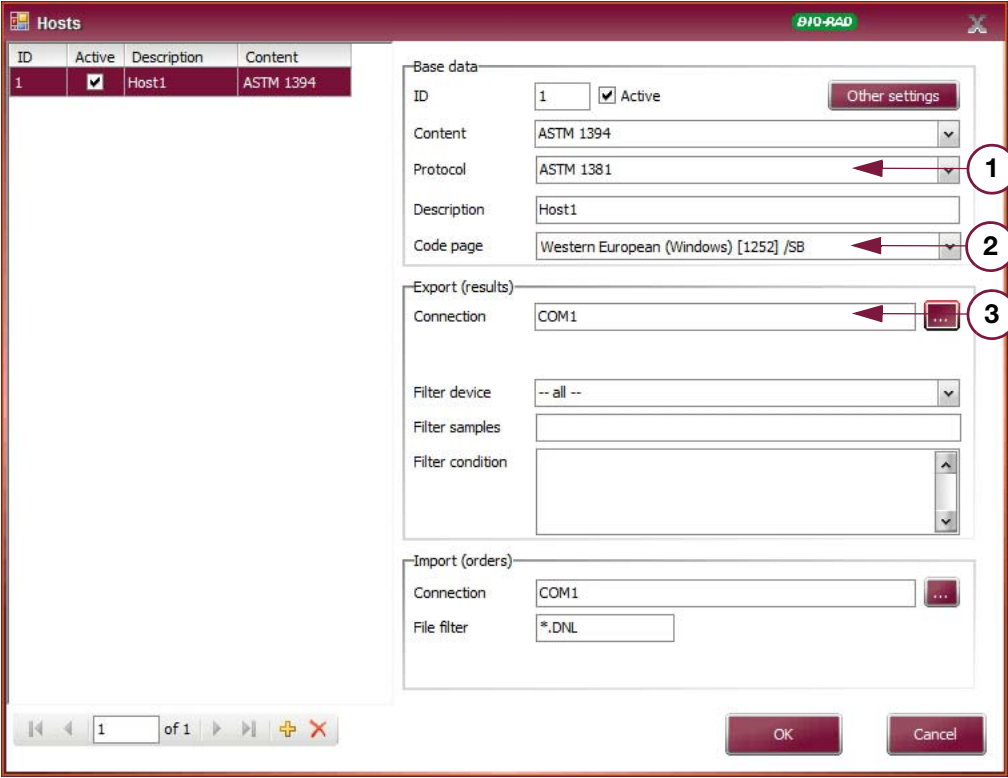 Hosts
BIO-RAD
ID Active Description Content
1 Host1 ASTM 1394
Base data
ID 1 Active Other settings
Content ASTM 1394
Protocol ASTM 1381
1
Description Host1
Code page Western European (Windows) [1252] /SB
2
Export (results)
Connection COM1 ...
3
Filter device -- all --
Filter samples
Filter condition
Import (orders)
Connection COM1 ...
File filter *.DNL
1 of 1
OK Cancel